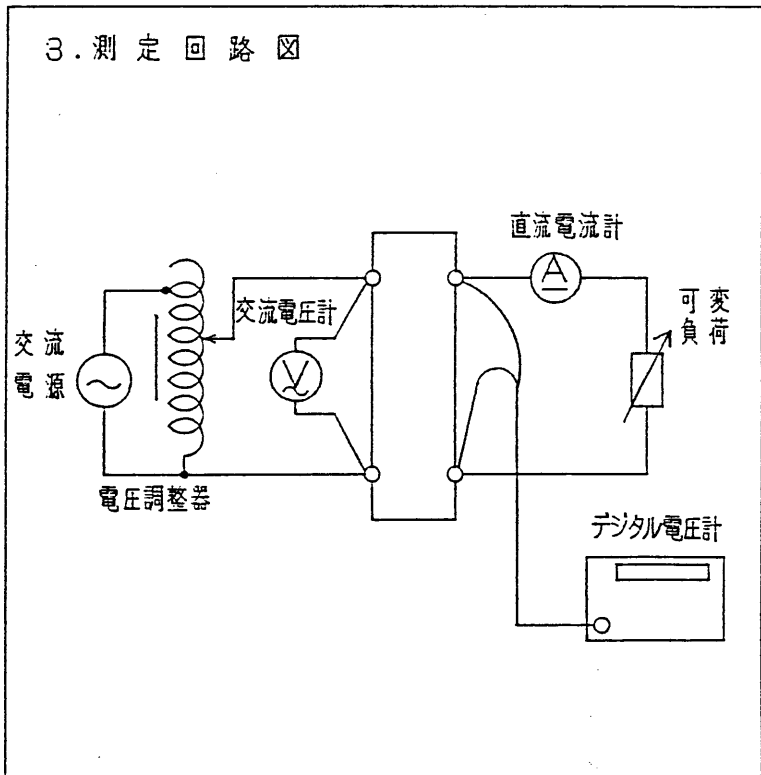 3.測定回路図
直流電流計
A
可変
負荷
交流電圧計
V
交流
電源
電圧調整器
デジタル電圧計